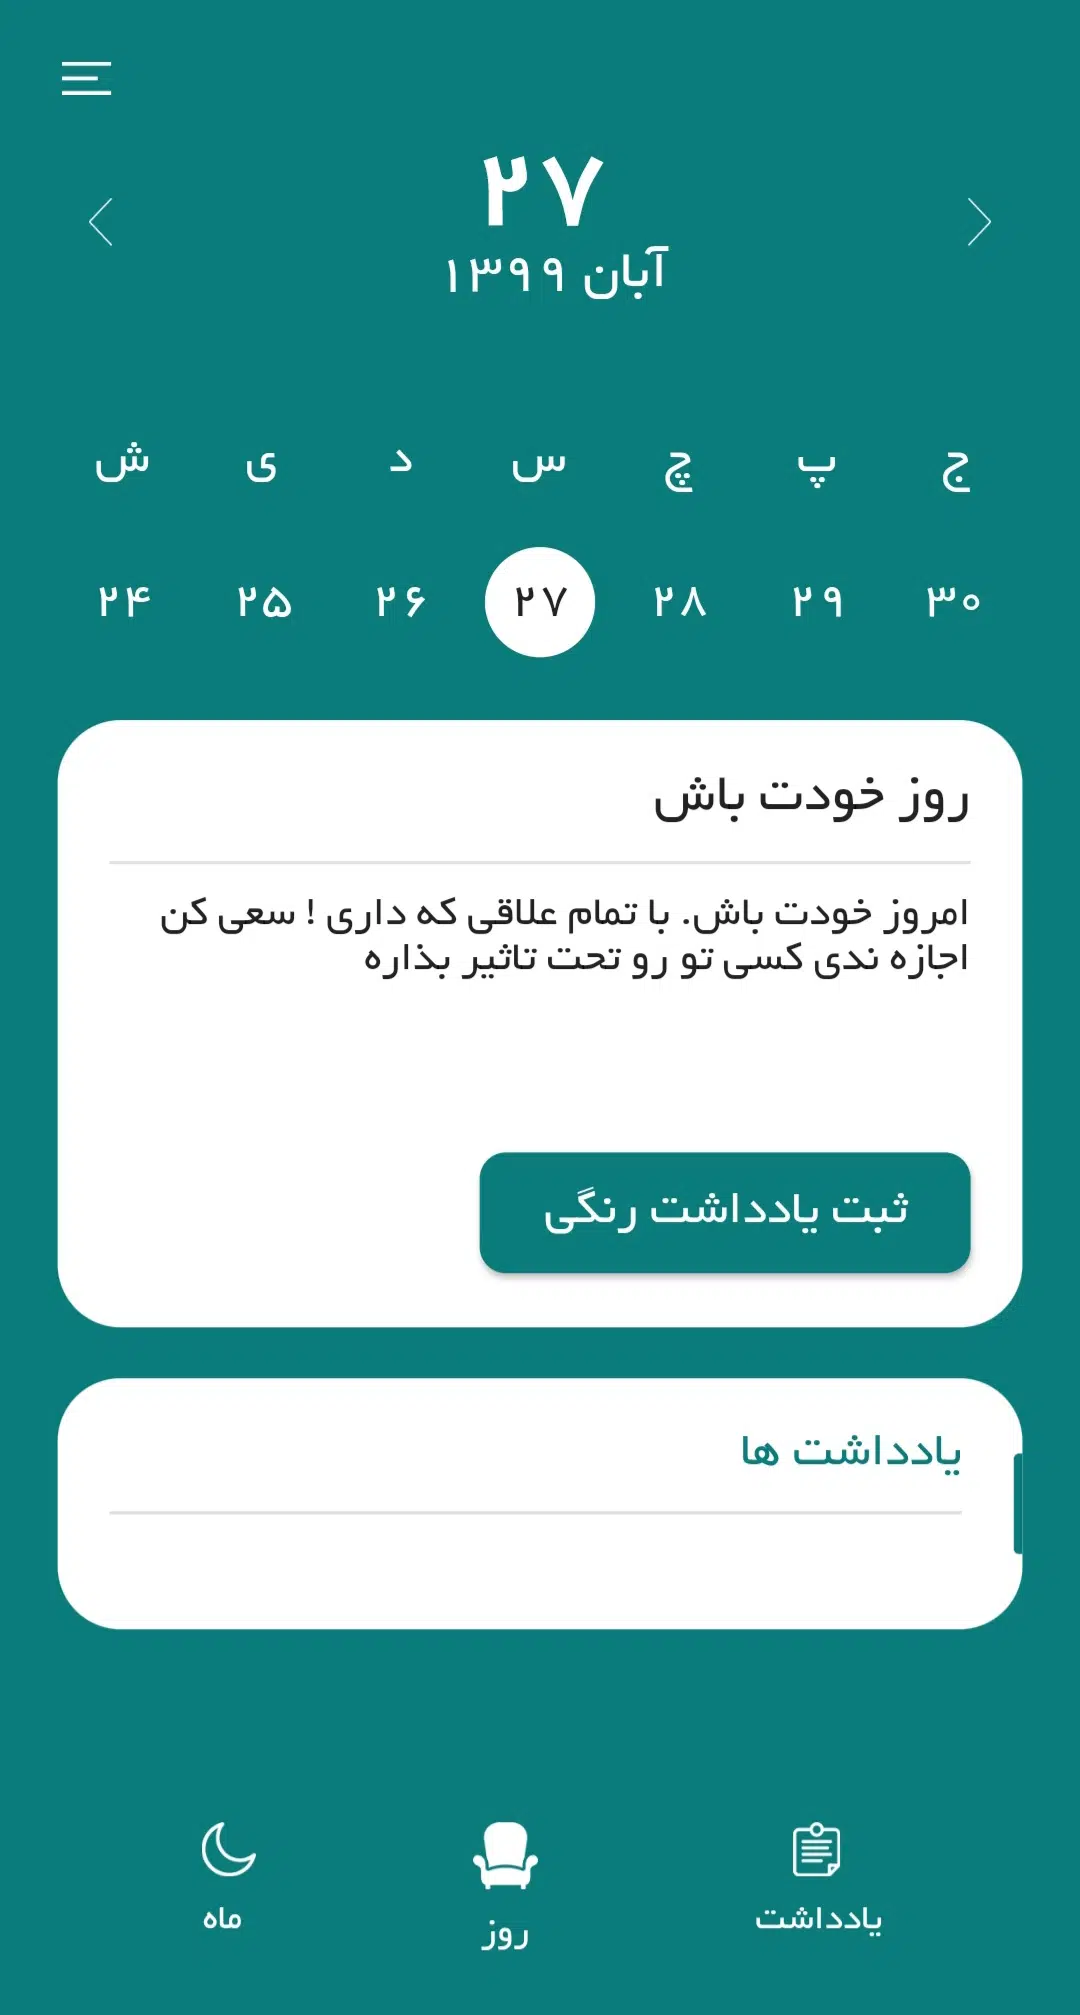 ۲۷
آبان ۱۳۹۹
ش ی د س چ پ ج
۲۴ ۲۵ ۲۶ ۲۷ ۲۸ ۲۹ ۳۰
روز خودت باش
امروز خودت باش. با تمام علاقی که داری ! سعی کن
اجازه ندی کسی تو رو تحت تاثیر بذاره
ثبت یادداشت رنگی
یادداشت ها
یادداشت
روز
ماه